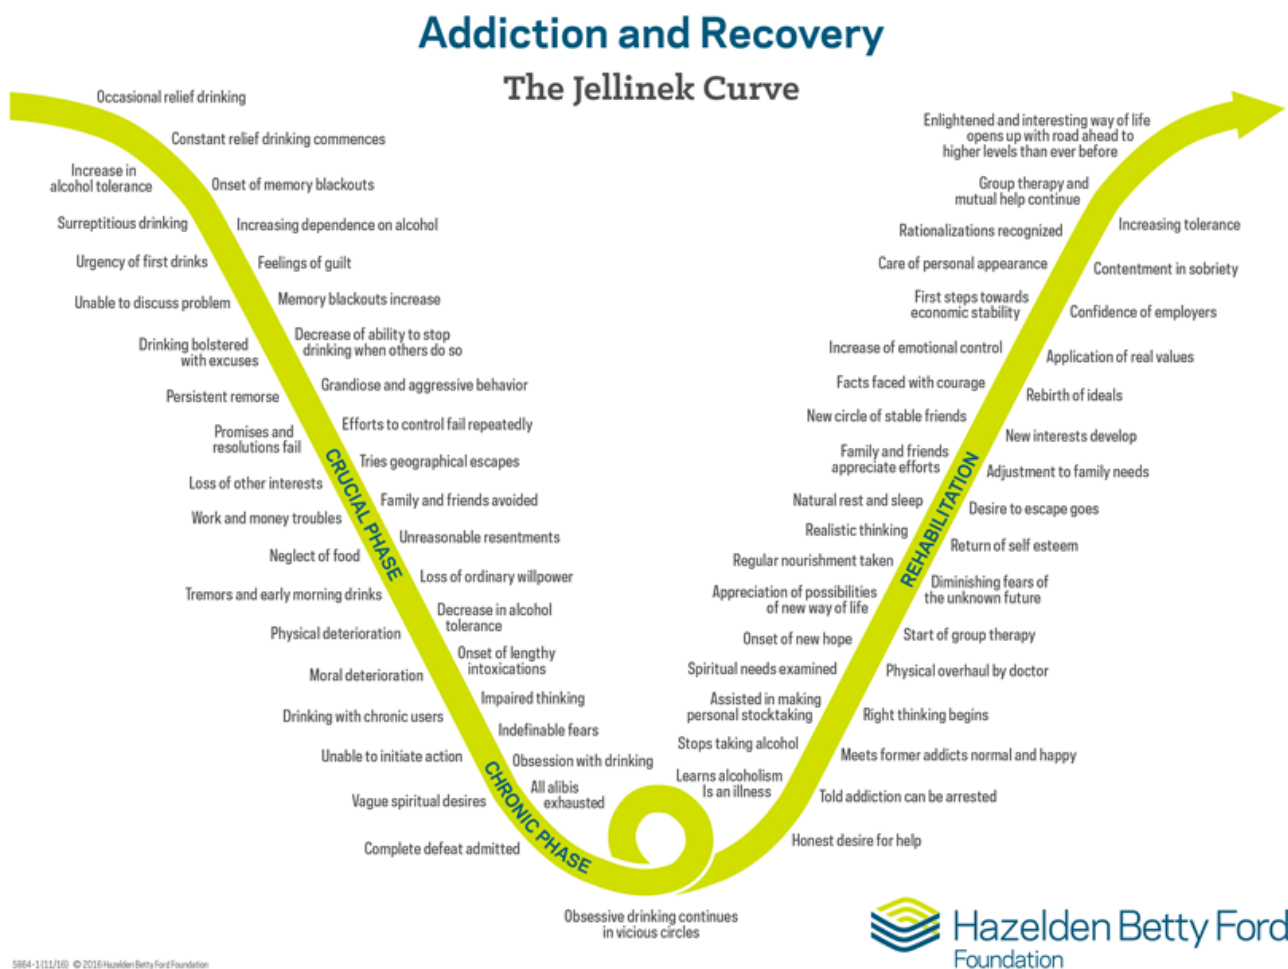 Addiction and Recovery
The Jellinek Curve
Occasional relief drinking
Constant relief drinking commences
Increase in
alcohol tolerance
Onset of memory blackouts
Surreptitious drinking
Increasing dependence on alcohol
Urgency of first drinks
Feelings of guilt
Unable to discuss problem
Memory blackouts increase
Drinking bolstered
with excuses
Decrease of ability to stop
drinking when others do so
Persistent remorse
Grandiose and aggressive behavior
Promises and
resolutions fail
Efforts to control fail repeatedly
Loss of other interests
Tries geographical escapes
Work and money troubles
Family and friends avoided
Neglect of food
Unreasonable resentments
Tremors and early morning drinks
Loss of ordinary willpower
Physical deterioration
Decrease in alcohol
tolerance
Moral deterioration
Onset of lengthy
intoxications
Drinking with chronic users
Impaired thinking
Unable to initiate action
Indefinable fears
Vague spiritual desires
Obsession with drinking
Complete defeat admitted
All alibis
exhausted
CRUCIAL PHASE
CHRONIC PHASE
Obsessive drinking continues
in vicious circles
REHABILITATION
Enlightened and interesting way of life
opens up with road ahead to
higher levels than ever before
Group therapy and
mutual help continue
Increasing tolerance
Rationalizations recognized
Contentment in sobriety
Care of personal appearance
Confidence of employers
First steps towards
economic stability
Application of real values
Increase of emotional control
Rebirth of ideals
Facts faced with courage
New interests develop
New circle of stable friends
Adjustment to family needs
Family and friends
appreciate efforts
Desire to escape goes
Natural rest and sleep
Return of self esteem
Realistic thinking
Diminishing fears of
the unknown future
Regular nourishment taken
Start of group therapy
Appreciation of possibilities
of new way of life
Physical overhaul by doctor
Onset of new hope
Right thinking begins
Spiritual needs examined
Meets former addicts normal and happy
Assisted in making
personal stocktaking
Told addiction can be arrested
Stops taking alcohol
Honest desire for help
Learns alcoholism
Is an illness
Hazelden Betty Ford
Foundation
5864-1 (11/16) © 2016 Hazelden Betty Ford Foundation